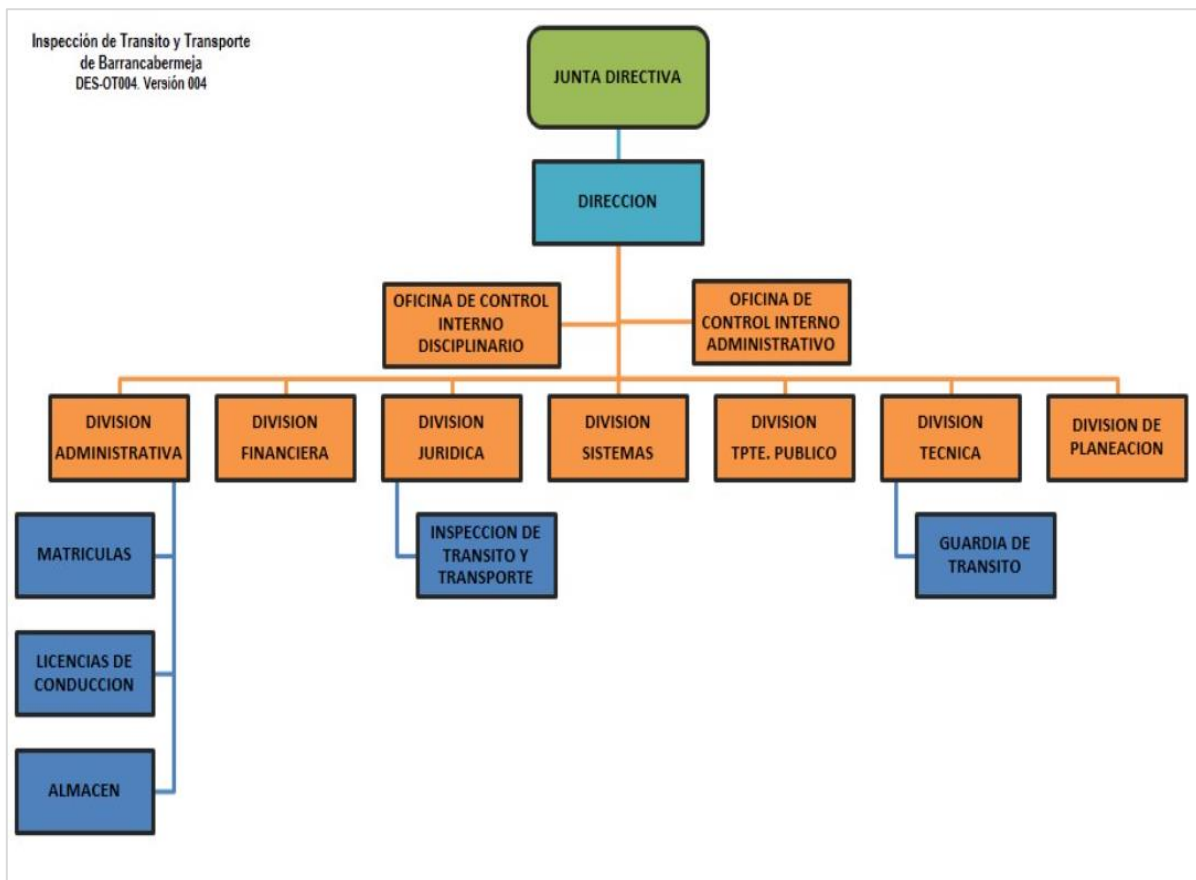 Inspección de Transito y Transporte
de Barrancabermeja
DES-OT004. Versión 004
JUNTA DIRECTIVA
DIRECCION
OFICINA DE CONTROL
INTERNO
DISCIPLINARIO
OFICINA DE
CONTROL INTERNO
ADMINISTRATIVO
DIVISION
ADMINISTRATIVA
DIVISION
FINANCIERA
DIVISION
JURIDICA
DIVISION
SISTEMAS
DIVISION
TPTE. PUBLICO
DIVISION
TECNICA
DIVISION DE
PLANEACION
MATRICULAS
INSPECCION DE
TRANSITO Y
TRANSPORTE
GUARDIA DE
TRANSITO
LICENCIAS DE
CONDUCCION
ALMACEN